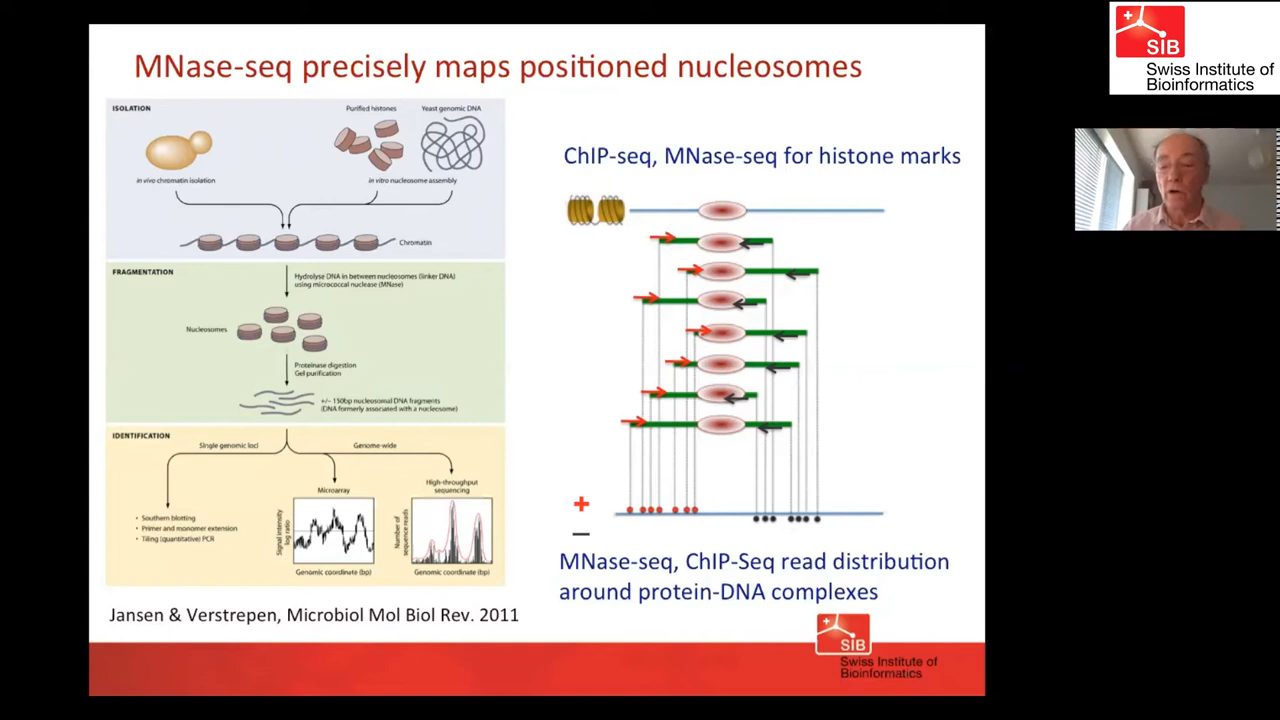 MNase-seq precisely maps positioned nucleosomes
ISOLATION
Purified histones
Yeast genomic DNA
in vivo chromatin isolation
in vitro nucleosome assembly
Chromatin
FRAGMENTATION
Hydrolyse DNA in between nucleosomes (linker DNA)
using micrococcal nuclease (MNase)
Nucleosomes
Proteinase digestion
Gel purification
+/− 150bp nucleosomal DNA fragments
(DNA formerly associated with a nucleosome)
IDENTIFICATION
Single genomic loci
Genome-wide
Microarray
High-throughput
sequencing
• Southern blotting
• Primer and monomer extension
• Tiling (quantitative) PCR
Signal intensity
log ratio
Genomic coordinate (bp)
Number of
sequence reads
Genomic coordinate (bp)
Jansen & Verstrepen, Microbiol Mol Biol Rev. 2011
ChIP-seq, MNase-seq for histone marks
+
−
MNase-seq, ChIP-Seq read distribution
around protein-DNA complexes
SIB
Swiss Institute of
Bioinformatics
SIB
Swiss Institute of
Bioinformatics